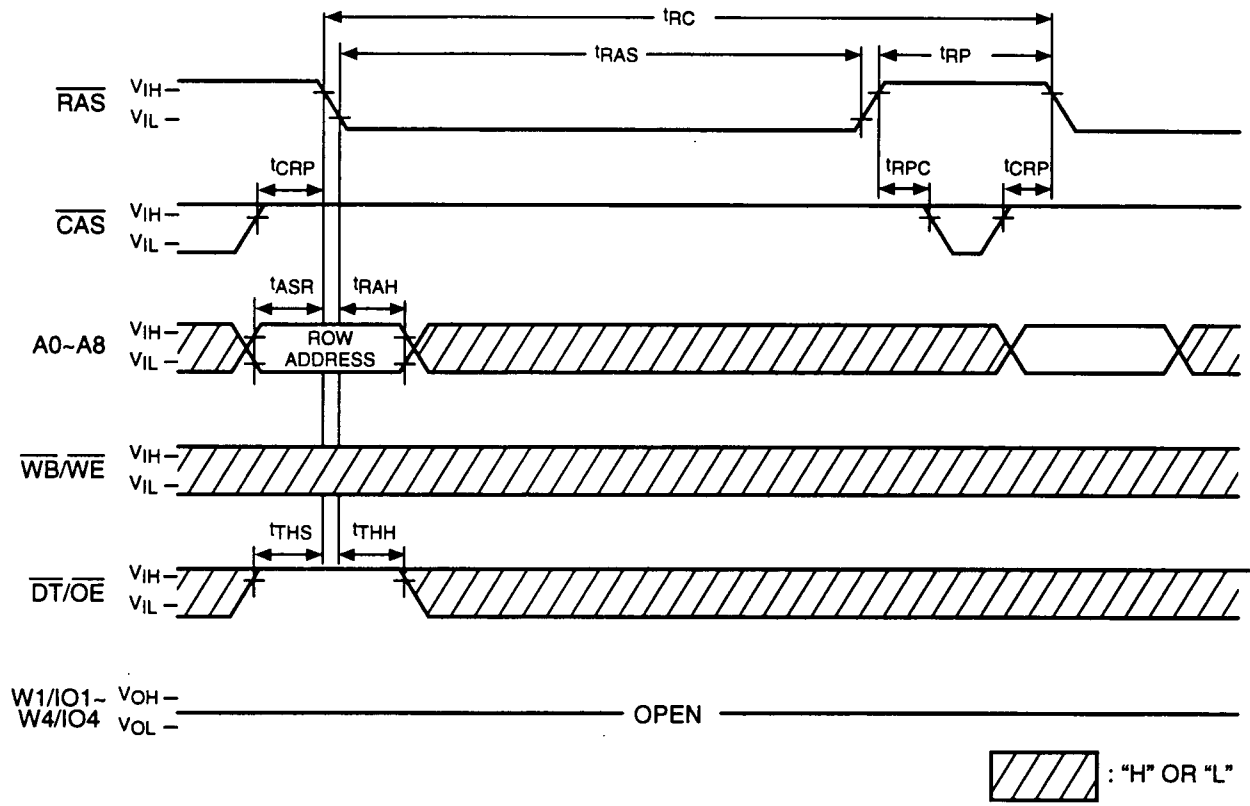 tRC
tRAS
tRP
RAS
VIH
VIL
tCRP
tRPC
tCRP
CAS
VIH
VIL
tASR
tRAH
A0~A8
VIH
VIL
ROW
ADDRESS
WB/WE
VIH
VIL
tTHS
tTHH
DT/OE
VIH
VIL
W1/IO1~
W4/IO4
VOH
VOL
OPEN
: "H" OR "L"